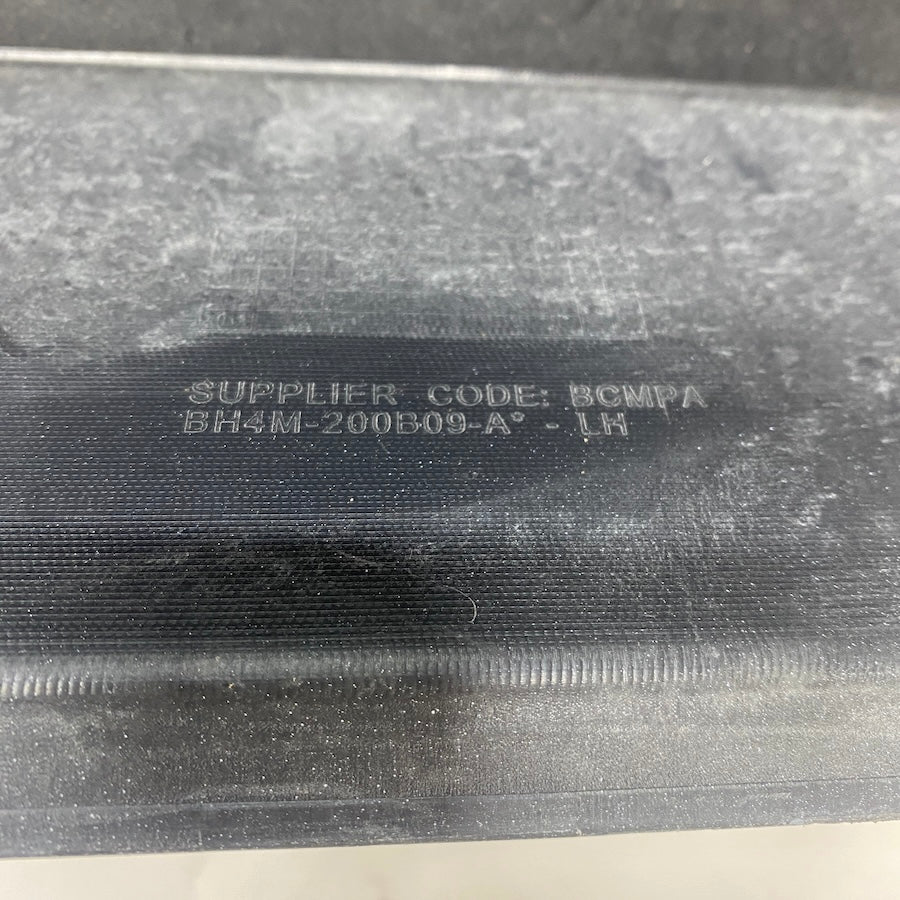 SUPPLIER CODE: BCMPA
BH4M-200B09-A* - LH